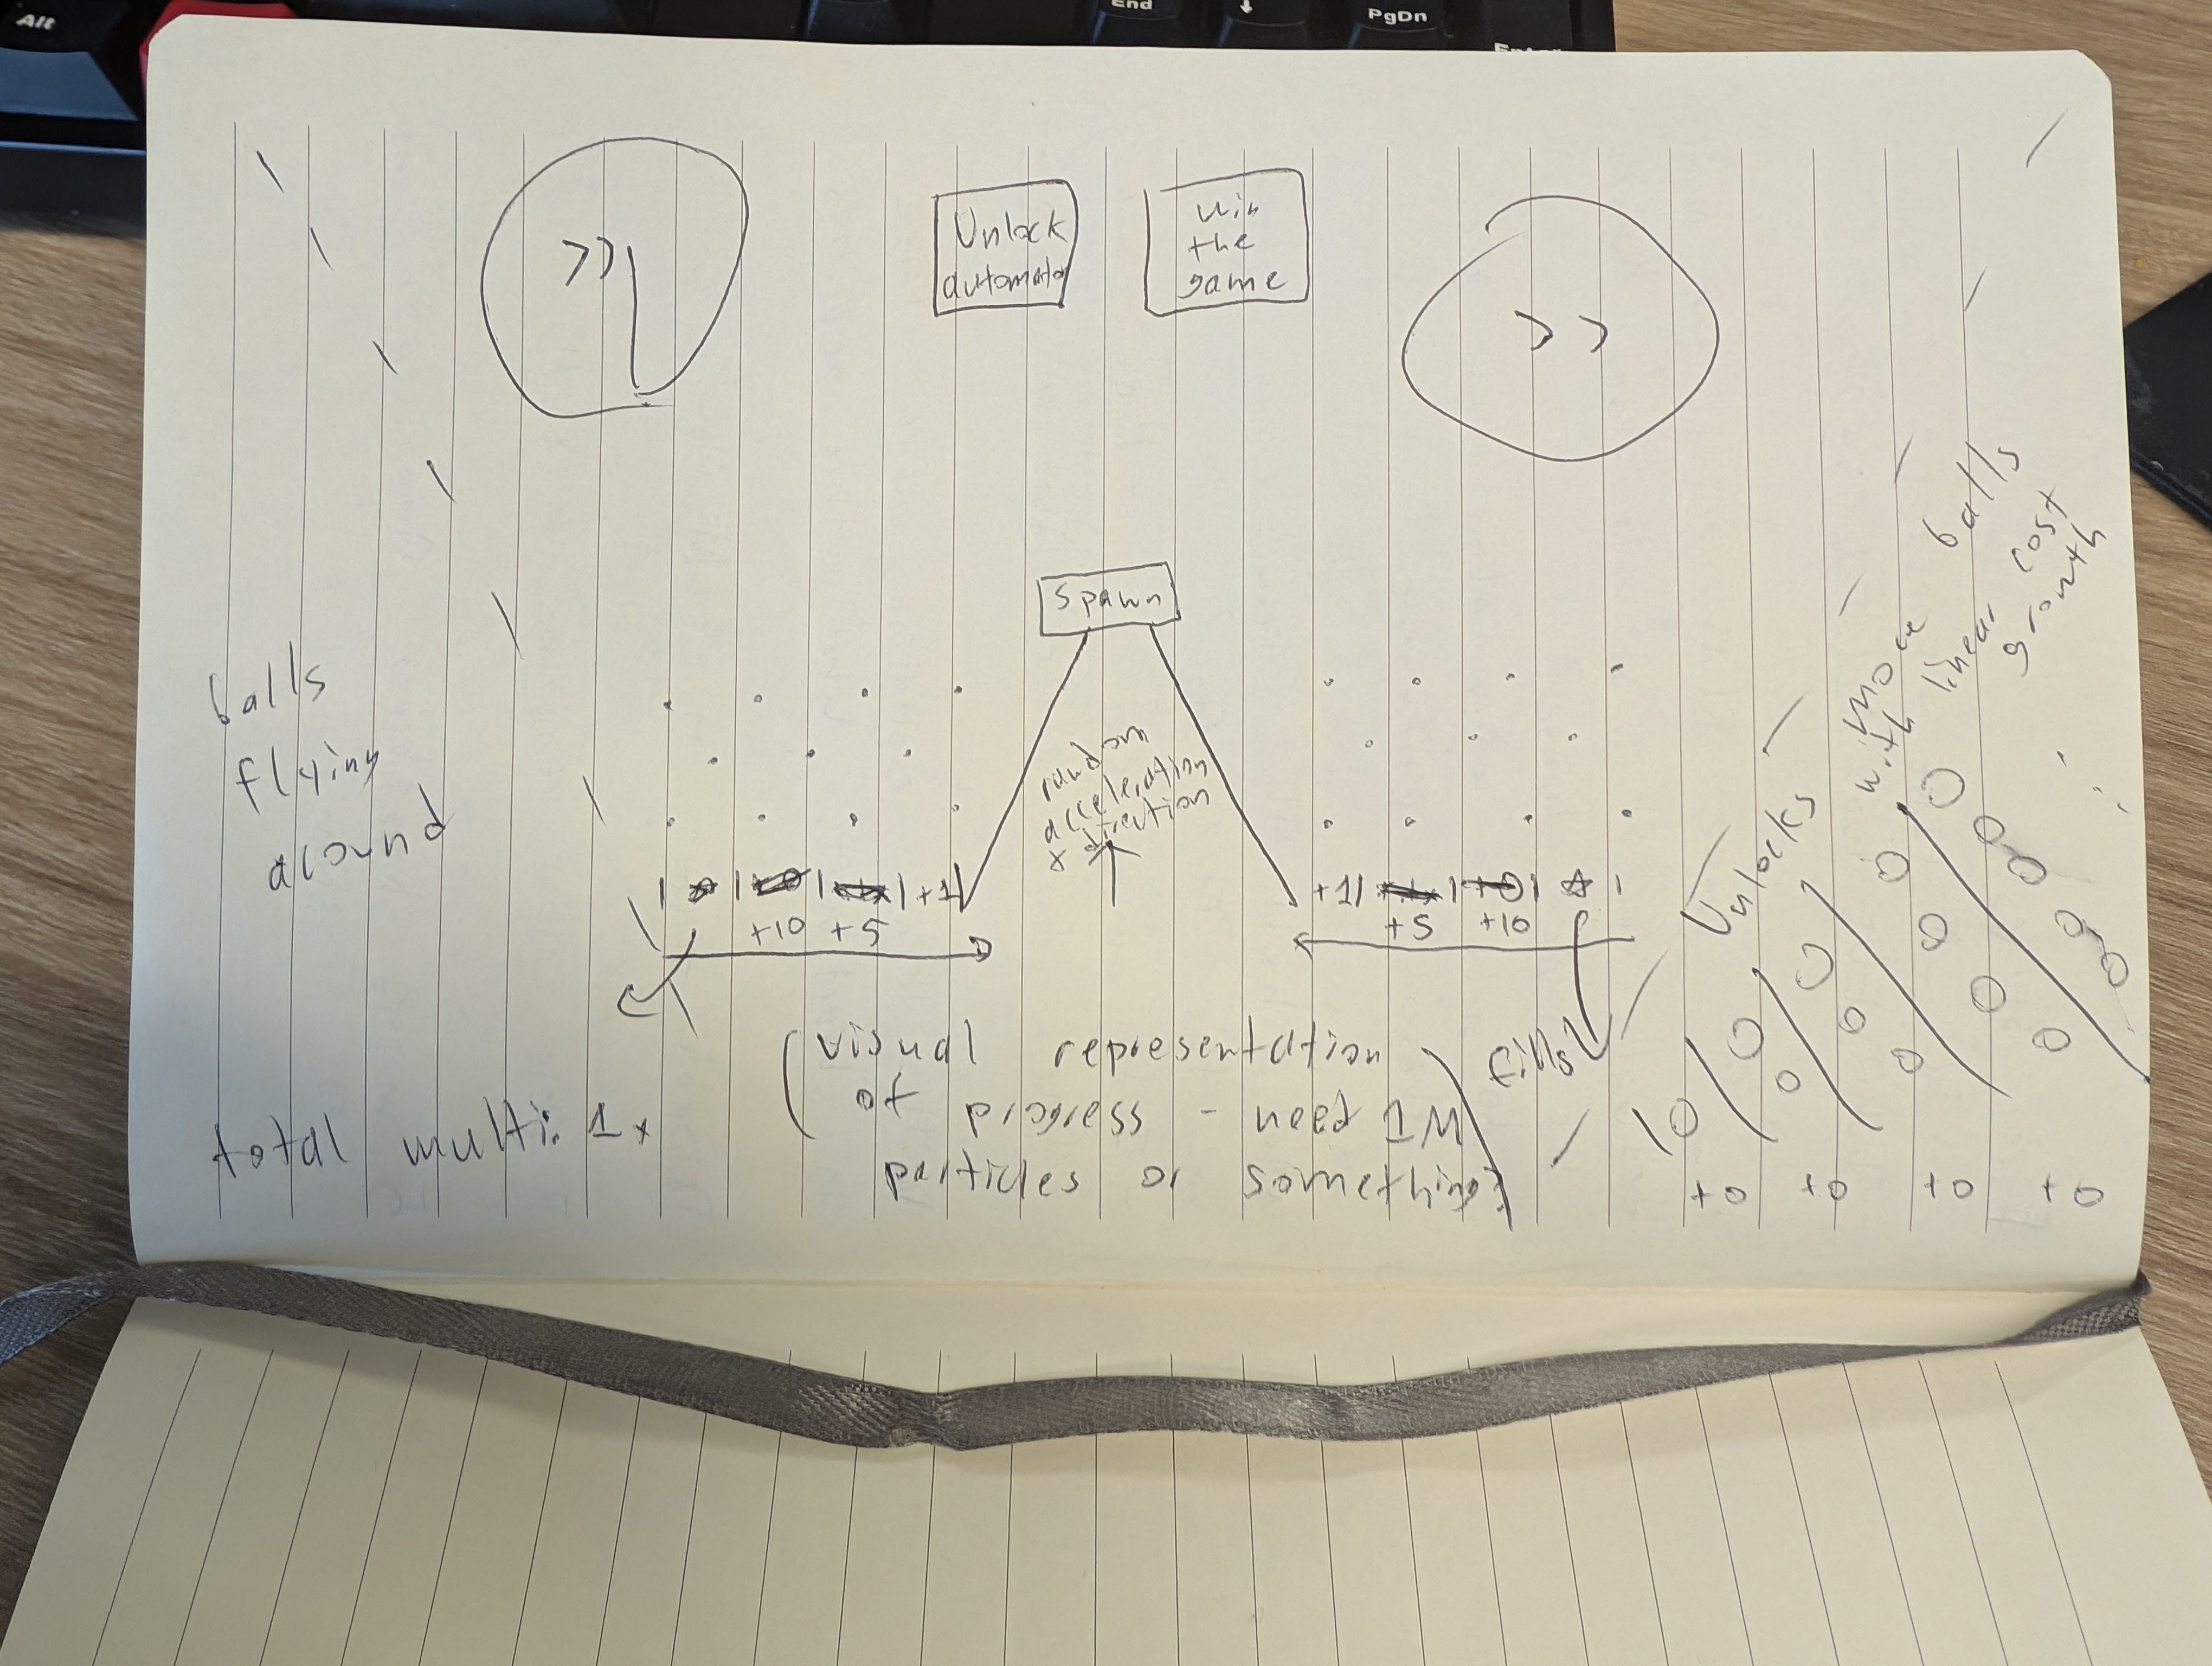 Alt
End
↓
PgDn
Enter
>>|
Unlock
automator
win
the
game
>>
Spawn
random
acceleration
+ direction
balls
flying
around
| | | | +1
+10 +5
+1 | | | |
+5 +10
Unlocks
with more balls
linear cost
growth
fills
(visual representation
of progress - need 1M
particles or something)
total multi: 1x
+0 +0 +0 +0